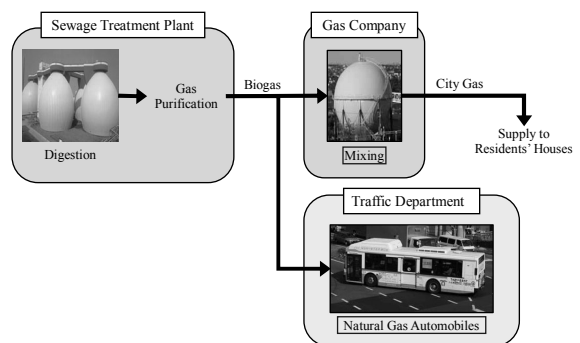 Sewage Treatment Plant
Digestion
Gas
Purification
Biogas
Gas Company
Mixing
City Gas
Supply to
Residents' Houses
Traffic Department
Natural Gas Automobiles